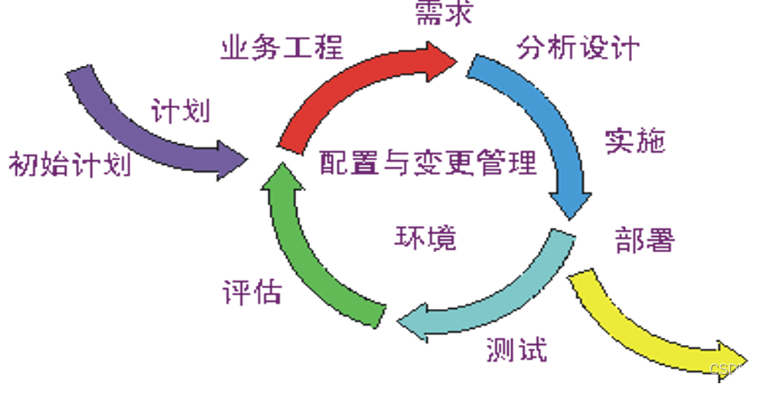 需求
业务工程
分析设计
计划
实施
初始计划
配置与变更管理
环境
部署
评估
测试